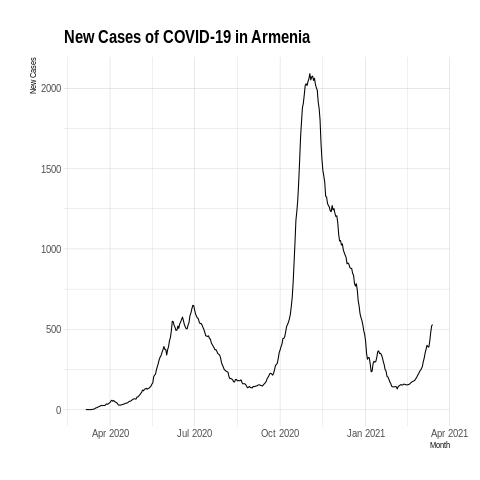 New Cases of COVID-19 in Armenia
New Cases
2000
1500
1000
500
0
Apr 2020 Jul 2020 Oct 2020 Jan 2021 Apr 2021
Month